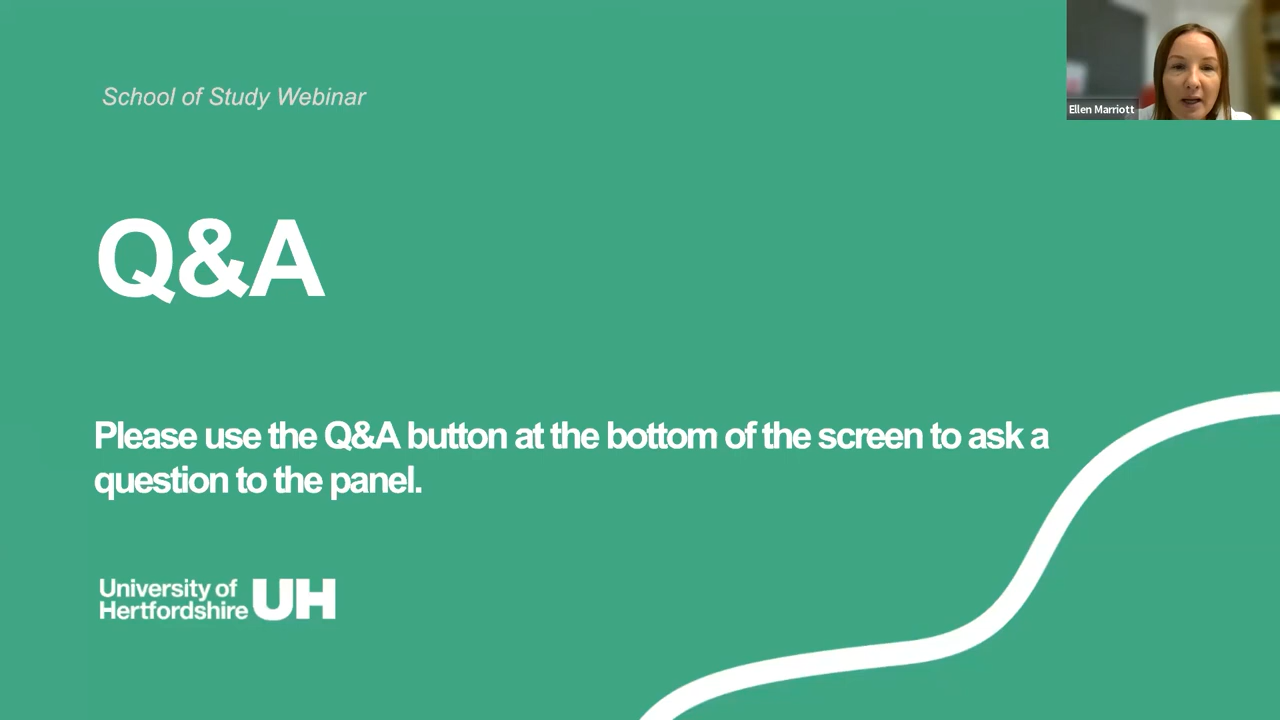 School of Study Webinar
Ellen Marriott
Q&A
Please use the Q&A button at the bottom of the screen to ask a
question to the panel.
University of
Hertfordshire UH